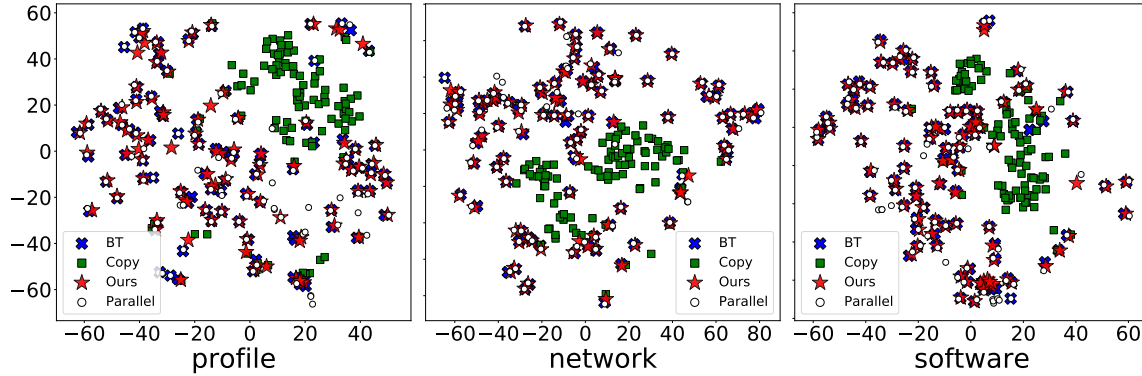 60
40
20
0
−20
−40
−60
BT
Copy
Ours
Parallel
−60 −40 −20 0 20 40
profile
BT
Copy
Ours
Parallel
−60 −40 −20 0 20 40 60 80
network
BT
Copy
Ours
Parallel
−60 −40 −20 0 20 40 60
software